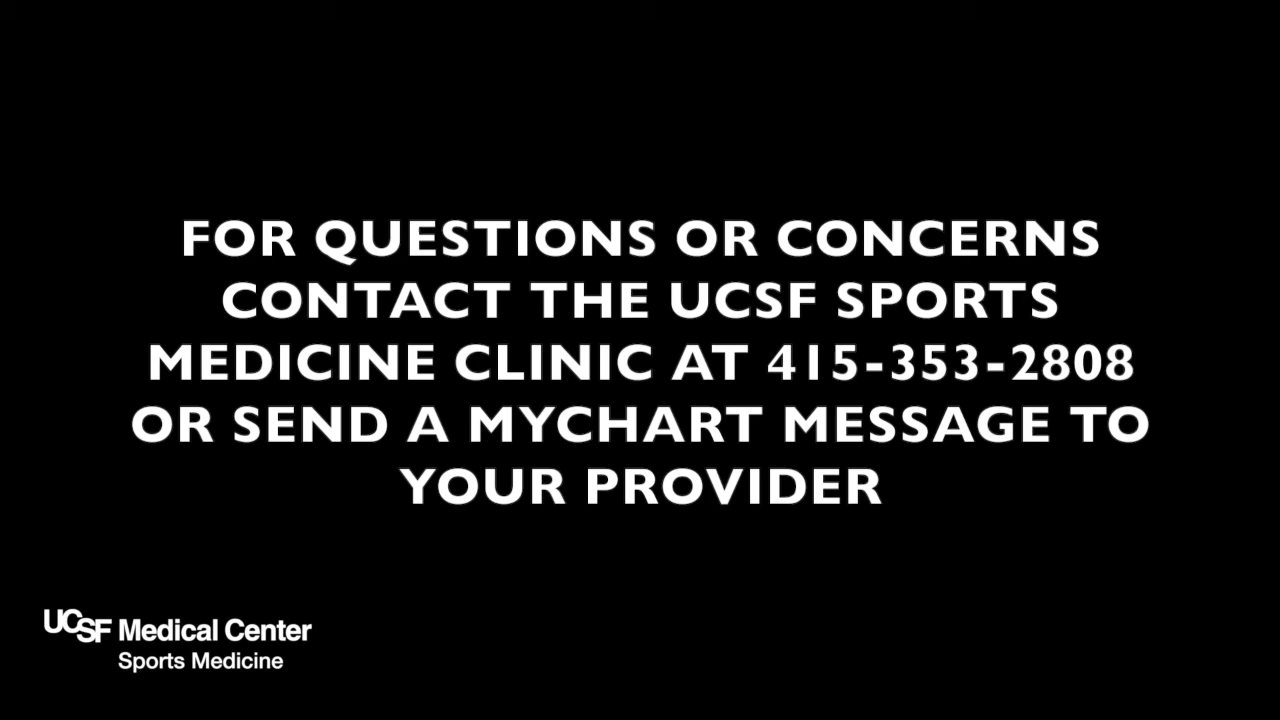 FOR QUESTIONS OR CONCERNS
CONTACT THE UCSF SPORTS
MEDICINE CLINIC AT 415-353-2808
OR SEND A MYCHART MESSAGE TO
YOUR PROVIDER
UCSF Medical Center
Sports Medicine